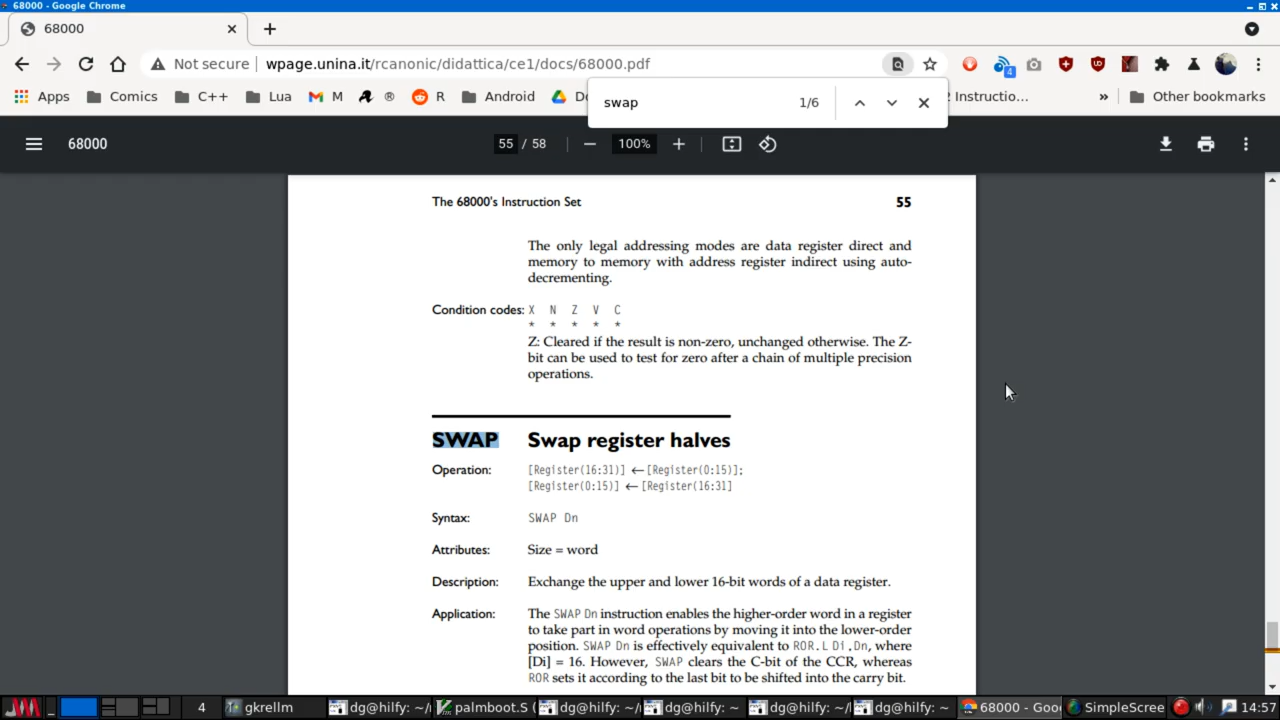 68000 - Google Chrome
68000
Not secure wpage.unina.it/rcanonic/didattica/ce1/docs/68000.pdf
4
Apps Comics C++ Lua M M ® R Android De
swap 1/6
2 Instructio... » Other bookmarks
68000 55 / 58 100%
The 68000's Instruction Set 55
The only legal addressing modes are data register direct and
memory to memory with address register indirect using auto-
decrementing.
Condition codes: X N Z V C
* * * * *
Z: Cleared if the result is non-zero, unchanged otherwise. The Z-
bit can be used to test for zero after a chain of multiple precision
operations.
SWAP Swap register halves
Operation: [Register(16:31)] ← [Register(0:15)];
[Register(0:15)] ← [Register(16:31]
Syntax: SWAP Dn
Attributes: Size = word
Description: Exchange the upper and lower 16-bit words of a data register.
Application: The SWAP Dn instruction enables the higher-order word in a register
to take part in word operations by moving it into the lower-order
position. SWAP Dn is effectively equivalent to ROR.L Di,Dn, where
[Di] = 16. However, SWAP clears the C-bit of the CCR, whereas
ROR sets it according to the last bit to be shifted into the carry bit.
4 gkrellm dg@hilfy: ~/ palmboot.S ( dg@hilfy: ~/ dg@hilfy: ~ dg@hilfy: ~/ dg@hilfy: ~ 68000 - Goo SimpleScree 14:57